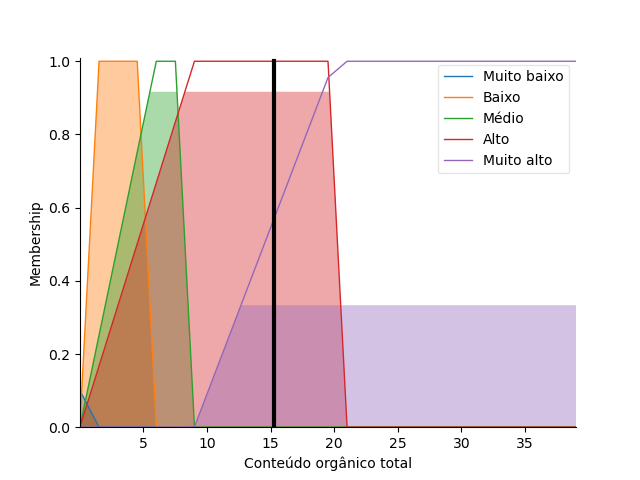 1.0
0.8
0.6
0.4
0.2
0.0
Membership
5 10 15 20 25 30 35
Conteúdo orgânico total
Muito baixo
Baixo
Médio
Alto
Muito alto